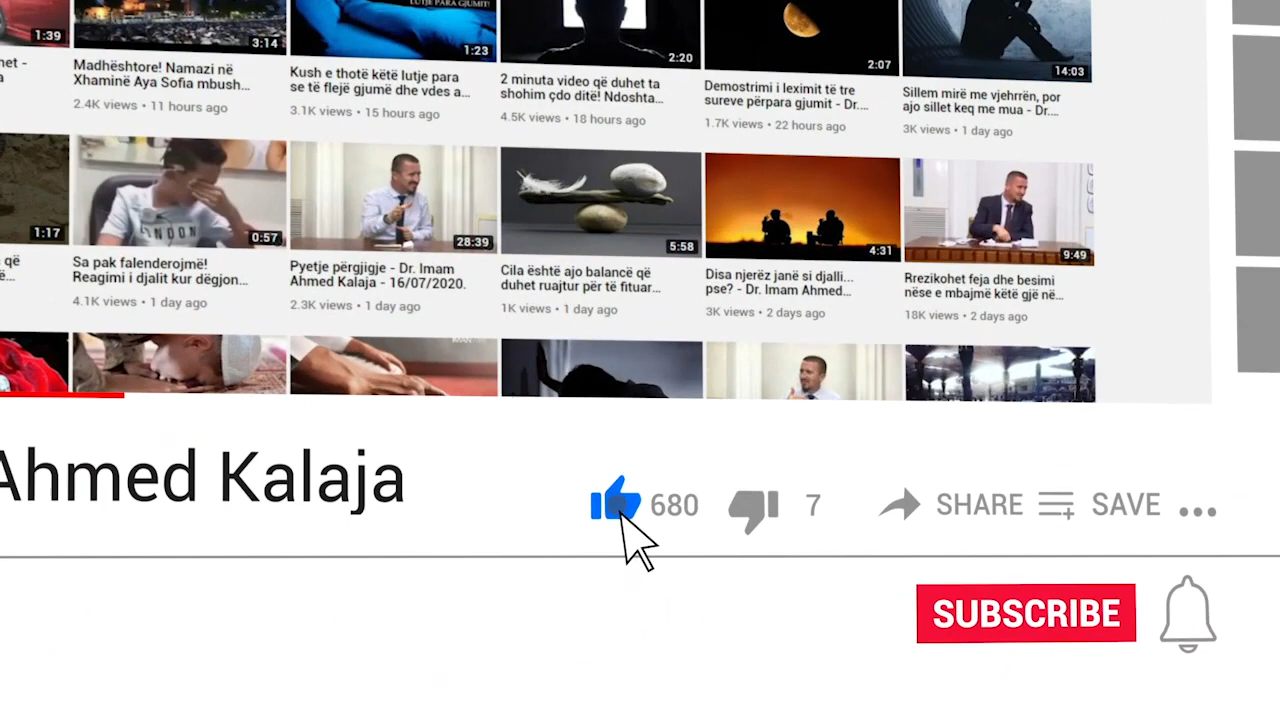 LUTJE PARA GJUMIT!
1:39
3:14
1:23
2:20
2:07
14:03
Madhështore! Namazi në
Xhaminë Aya Sofia mbush...
2.4K views • 11 hours ago
Kush e thotë këtë lutje para
se të flejë gjumë dhe vdes a...
3.1K views • 15 hours ago
2 minuta video që duhet ta
shohim çdo ditë! Ndoshta...
4.5K views • 18 hours ago
Demostrimi i leximit të tre
sureve përpara gjumit - Dr....
1.7K views • 22 hours ago
Sillem mirë me vjehrrën, por
ajo sillet keq me mua - Dr....
3K views • 1 day ago
LONDON
1:17
0:57
28:39
5:58
4:31
9:49
që
Sa pak falenderojmë!
Reagimi i djalit kur dëgjon...
4.1K views • 1 day ago
Pyetje përgjigje - Dr. Imam
Ahmed Kalaja - 16/07/2020.
2.3K views • 1 day ago
Cila është ajo balancë që
duhet ruajtur për të fituar...
1K views • 1 day ago
Disa njerëz janë si djalli...
pse? - Dr. Imam Ahmed...
3K views • 2 days ago
Rrezikohet feja dhe besimi
nëse e mbajmë këtë gjë në...
18K views • 2 days ago
Ahmed Kalaja
680
7
SHARE
SAVE
SUBSCRIBE